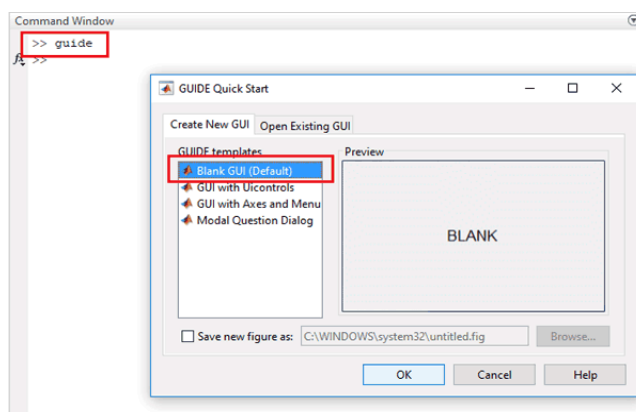 Command Window
>> guide
fx >>
GUIDE Quick Start
Create New GUI Open Existing GUI
GUIDE templates Preview
Blank GUI (Default)
GUI with Uicontrols
GUI with Axes and Menu
Modal Question Dialog
BLANK
Save new figure as: C:\WINDOWS\system32\untitled.fig Browse...
OK Cancel Help